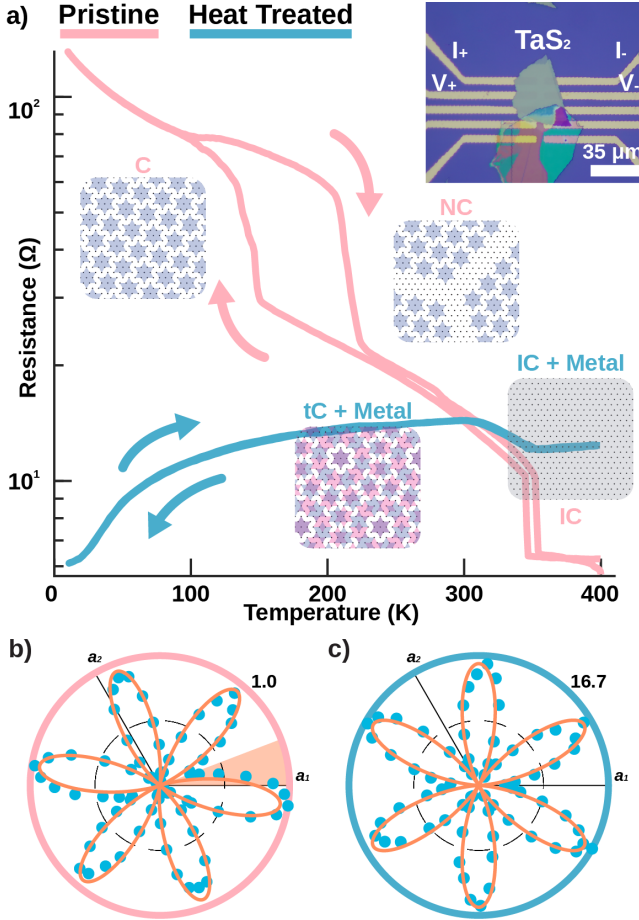 a)
Pristine Heat Treated
TaS₂
I₊ I₋
V₊ V₋
35 µm
10²
C
NC
Resistance (Ω)
IC + Metal
tC + Metal
10¹
IC
0 100 200 300 400
Temperature (K)
b) a₂ 1.0
a₁
c) a₂ 16.7
a₁